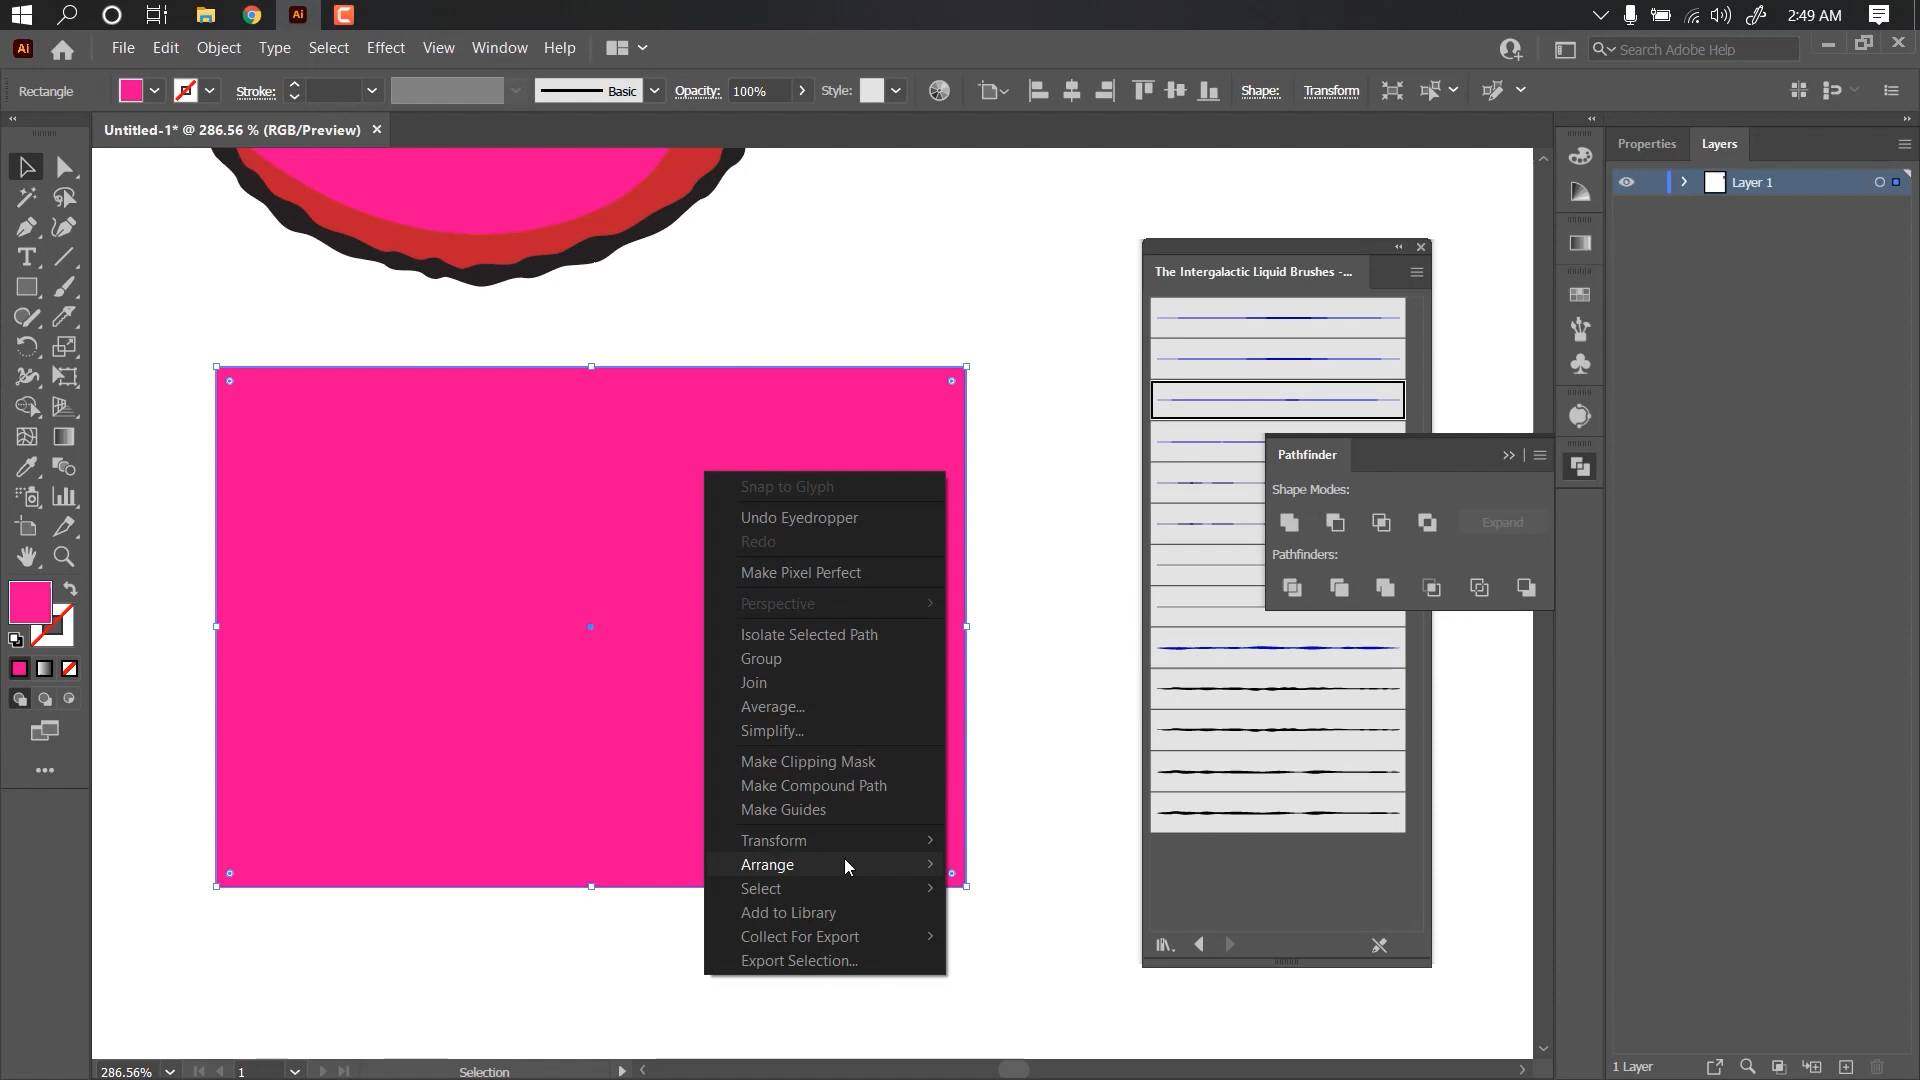 Ai
2:49 AM
Ai
File Edit Object Type Select Effect View Window Help
Search Adobe Help
Rectangle
Stroke:
Basic
Opacity: 100%
Style:
Shape:
Transform
Untitled-1* @ 286.56 % (RGB/Preview)
Properties
Layers
Layer 1
The Intergalactic Liquid Brushes -...
Pathfinder
Shape Modes:
Expand
Pathfinders:
Snap to Glyph
Undo Eyedropper
Redo
Make Pixel Perfect
Perspective
Isolate Selected Path
Group
Join
Average...
Simplify...
Make Clipping Mask
Make Compound Path
Make Guides
Transform
Arrange
Select
Add to Library
Collect For Export
Export Selection...
286.56%
1
Selection
1 Layer